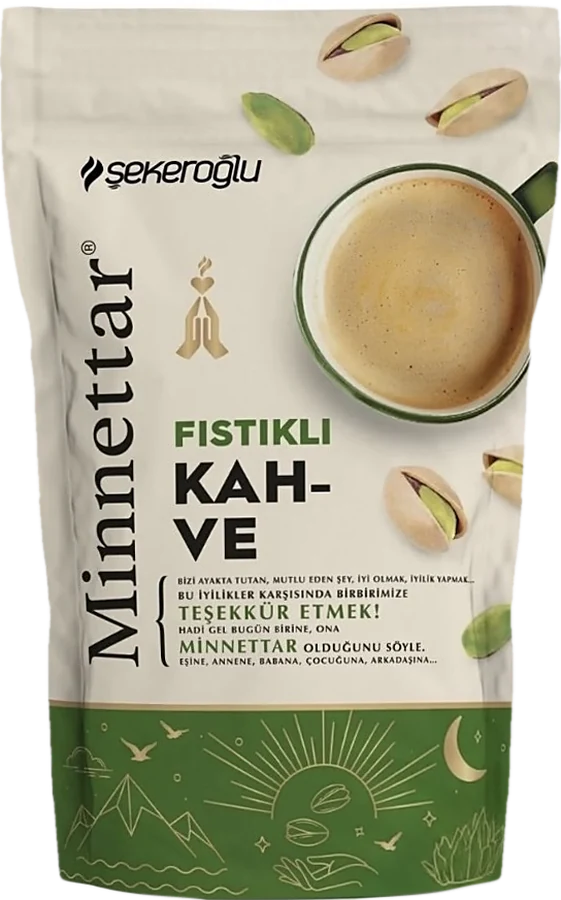 şekeroğlu
Minnettar®
FISTIKLI
KAH-
VE
BİZİ AYAKTA TUTAN, MUTLU EDEN ŞEY, İYİ OLMAK, İYİLİK YAPMAK...
BU İYİLİKLER KARŞISINDA BİRBİRİMİZE
TEŞEKKÜR ETMEK!
HADİ GEL BUGÜN BİRİNE, ONA
MİNNETTAR OLDUĞUNU SÖYLE.
EŞİNE, ANNENE, BABANA, ÇOCUĞUNA, ARKADAŞINA...